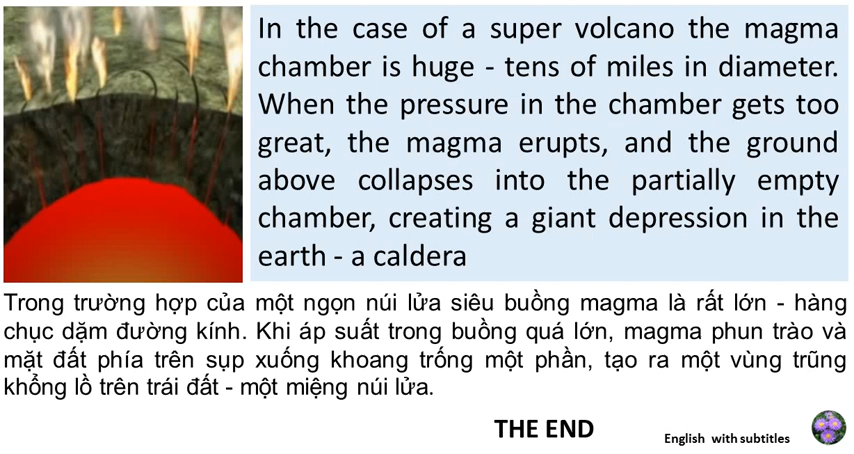 In the case of a super volcano the magma
chamber is huge - tens of miles in diameter.
When the pressure in the chamber gets too
great, the magma erupts, and the ground
above collapses into the partially empty
chamber, creating a giant depression in the
earth - a caldera
Trong trường hợp của một ngọn núi lửa siêu buồng magma là rất lớn - hàng
chục dặm đường kính. Khi áp suất trong buồng quá lớn, magma phun trào và
mặt đất phía trên sụp xuống khoang trống một phần, tạo ra một vùng trũng
khổng lồ trên trái đất - một miệng núi lửa.
THE END
English with subtitles